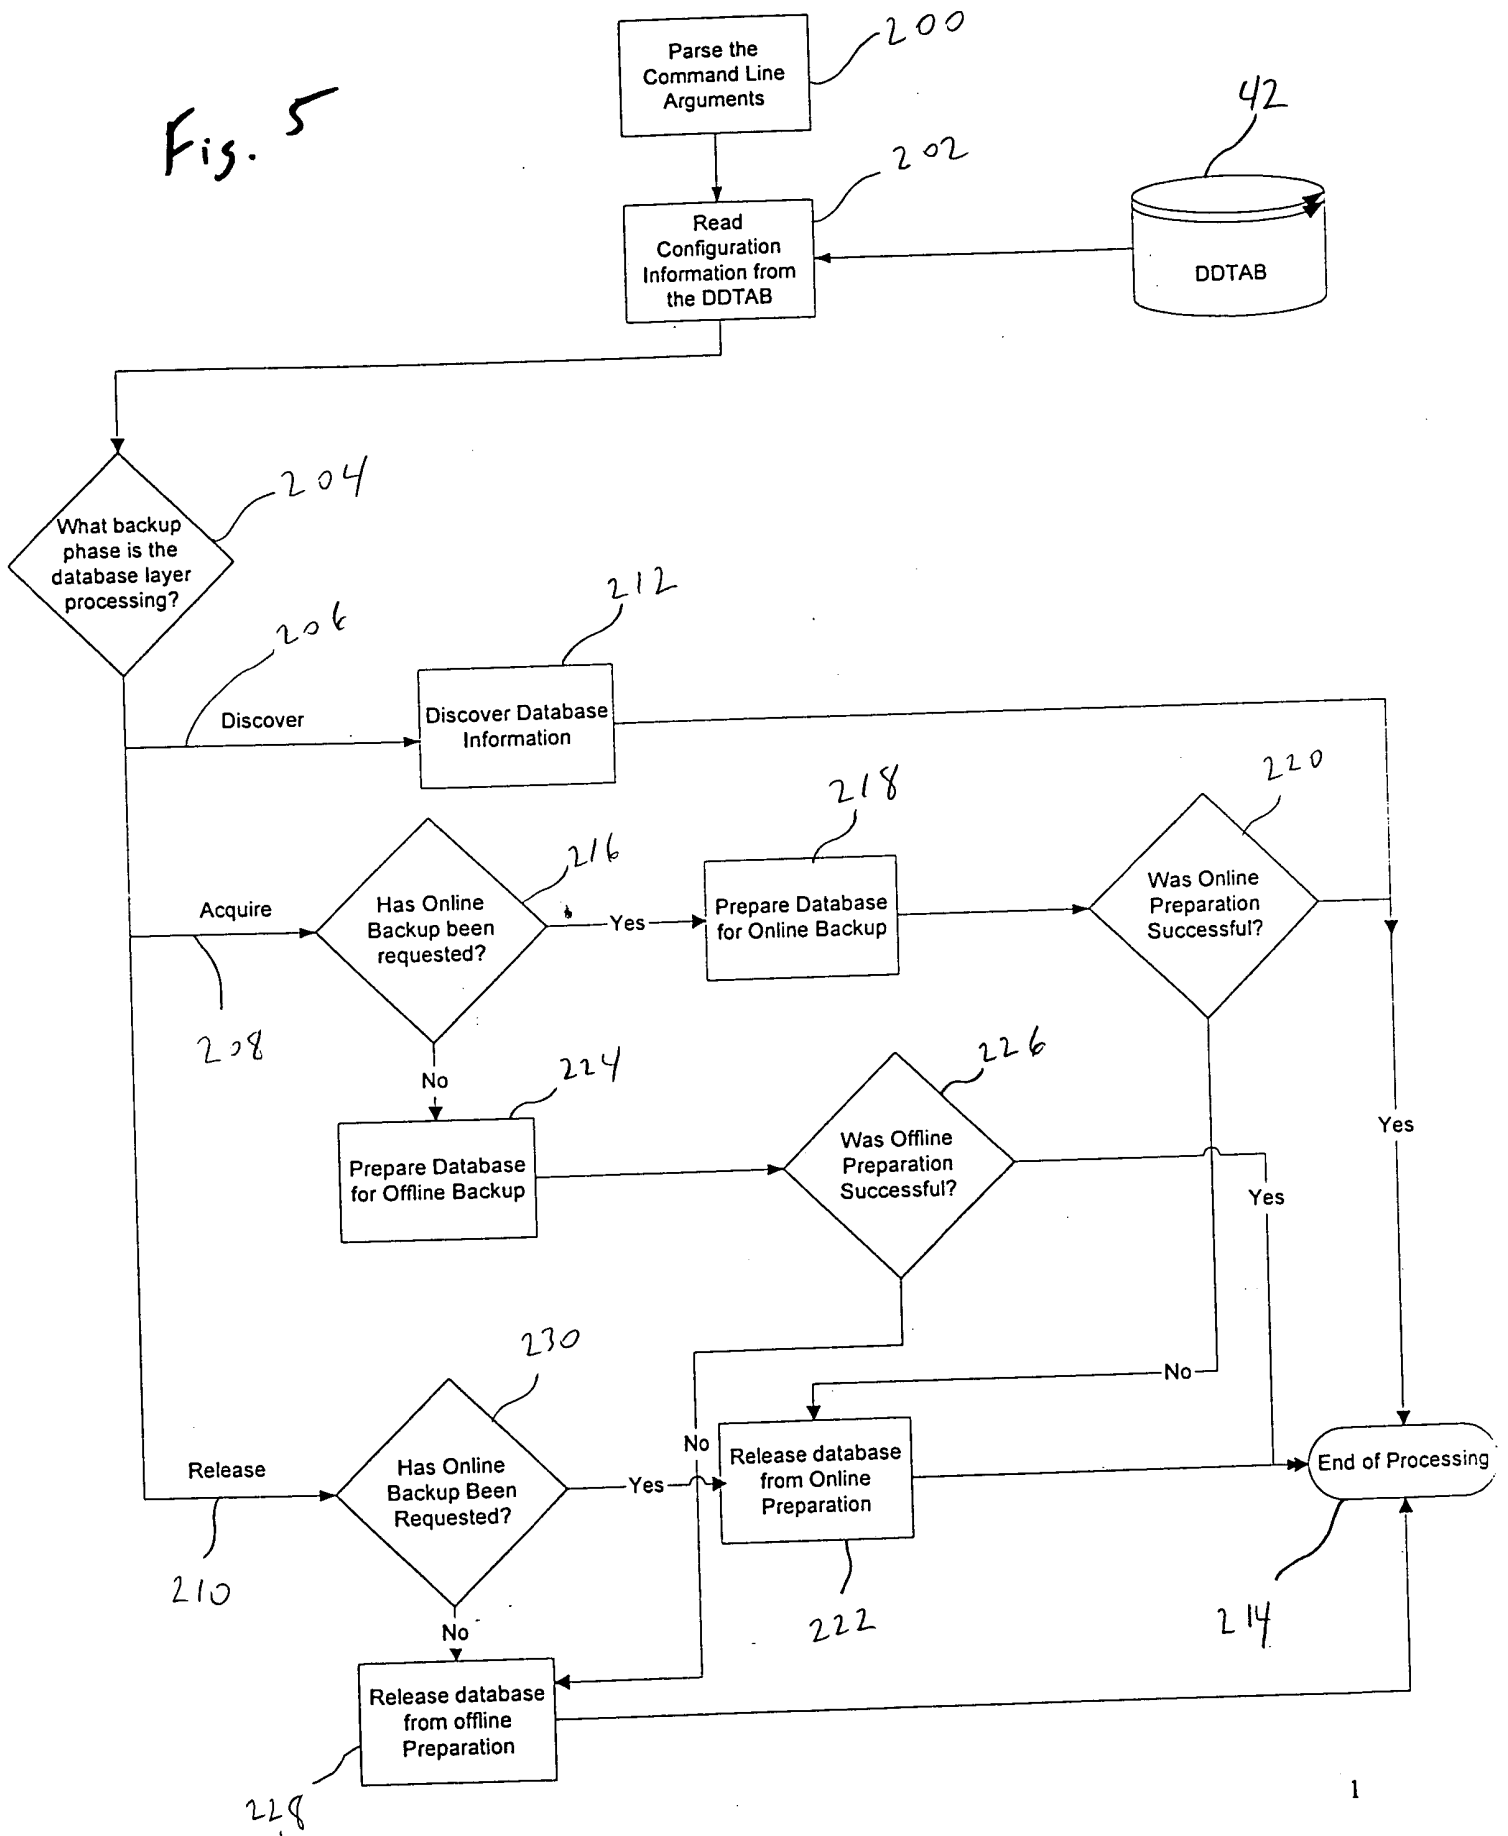 Fig. 5
200
Parse the
Command Line
Arguments
42
202
Read
Configuration
Information from
the DDTAB
DDTAB
204
What backup
phase is the
database layer
processing?
212
206
Discover
Discover Database
Information
220
218
216
Acquire
Has Online
Backup been
requested?
Yes
Prepare Database
for Online Backup
Was Online
Preparation
Successful?
208
No
224
226
Yes
Prepare Database
for Offline Backup
Was Offline
Preparation
Successful?
Yes
230
No
No
Release
Has Online
Backup Been
Requested?
Yes
Release database
from Online
Preparation
End of Processing
210
222
214
No
Release database
from offline
Preparation
228
1